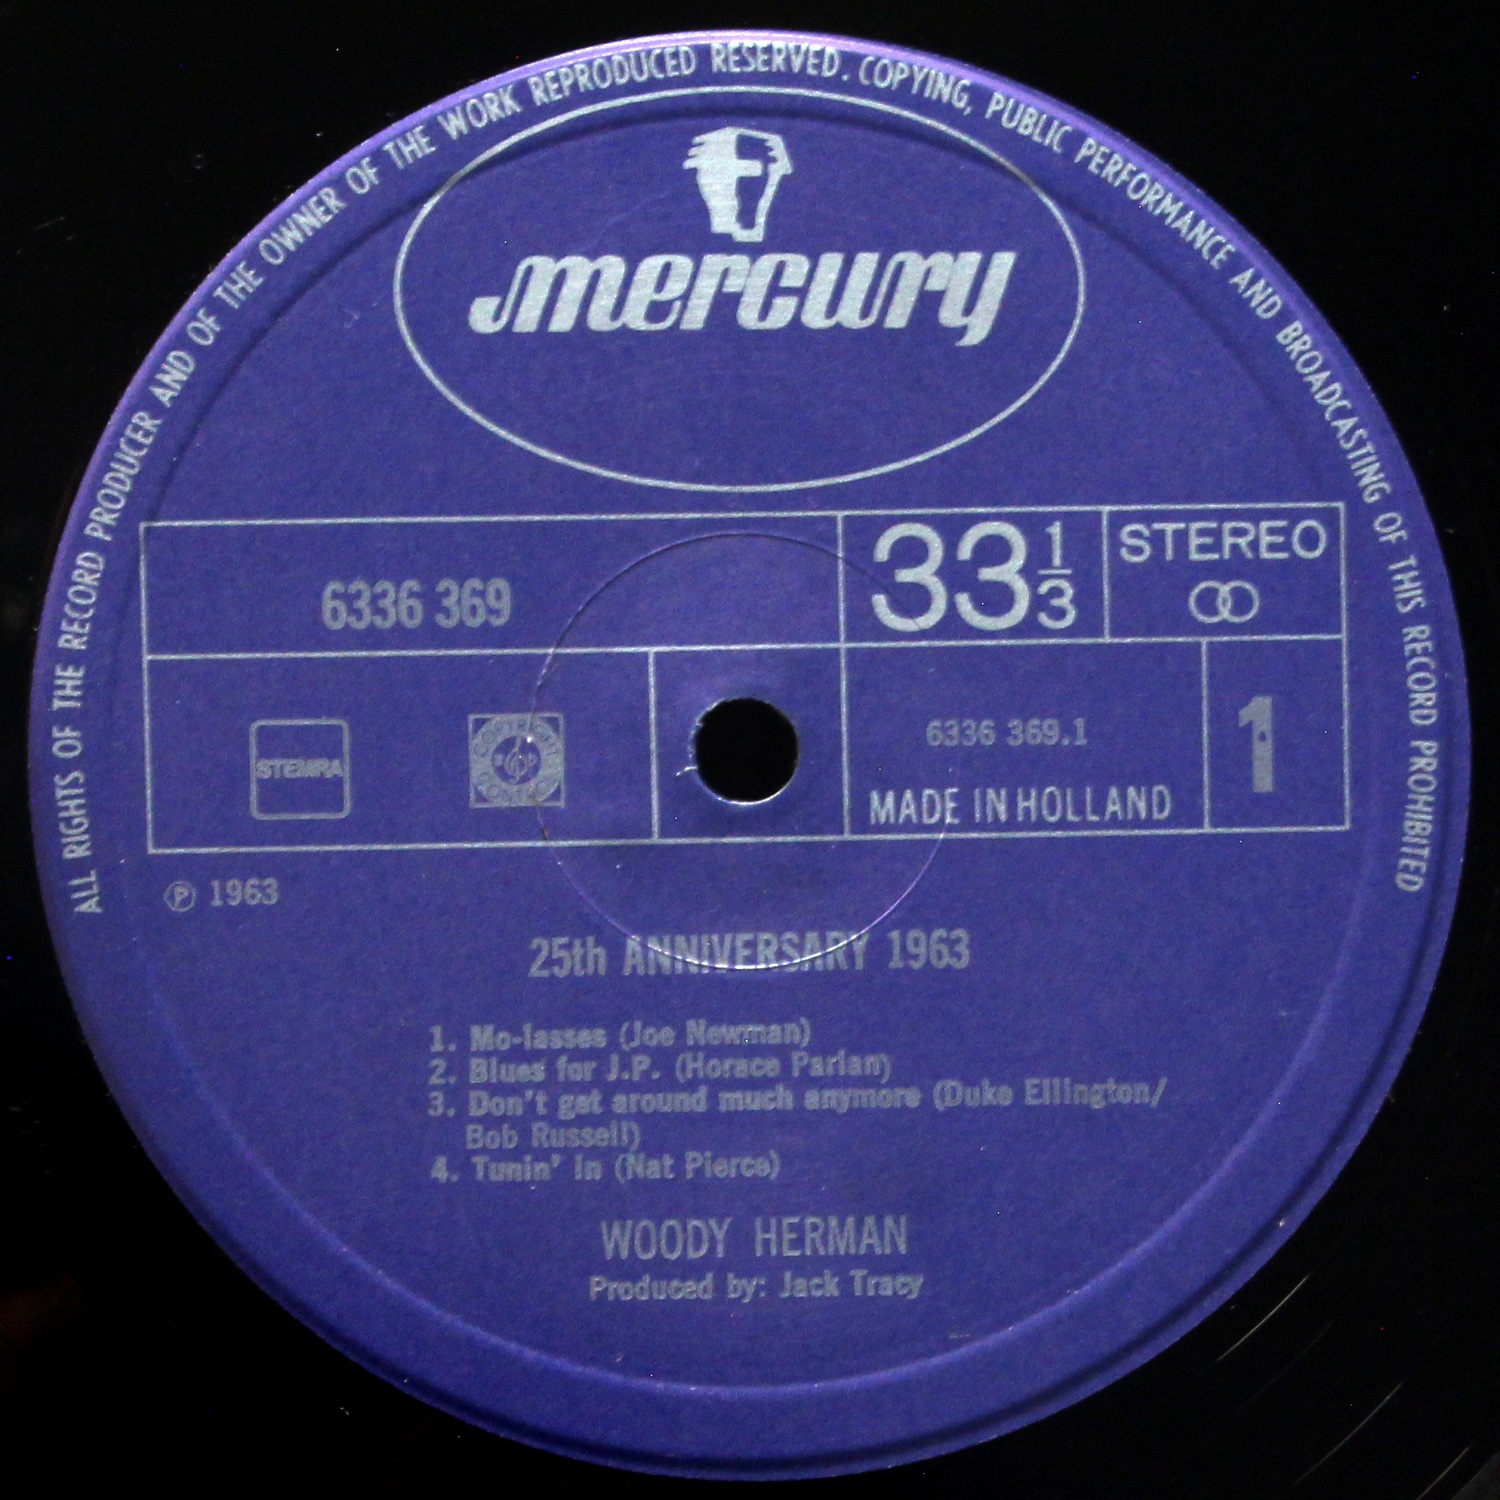 ALL RIGHTS OF THE RECORD PRODUCER AND OF THE OWNER OF THE WORK REPRODUCED RESERVED. COPYING, PUBLIC PERFORMANCE AND BROADCASTING OF THIS RECORD PROHIBITED
mercury
6336 369
33 1/3
STEREO
STEMRA
6336 369.1
MADE IN HOLLAND
1
℗ 1963
25th ANNIVERSARY 1963
1. Mo-lasses (Joe Newman)
2. Blues for J.P. (Horace Parlan)
3. Don't get around much anymore (Duke Ellington/
Bob Russell)
4. Tunin' in (Nat Pierce)
WOODY HERMAN
Produced by: Jack Tracy